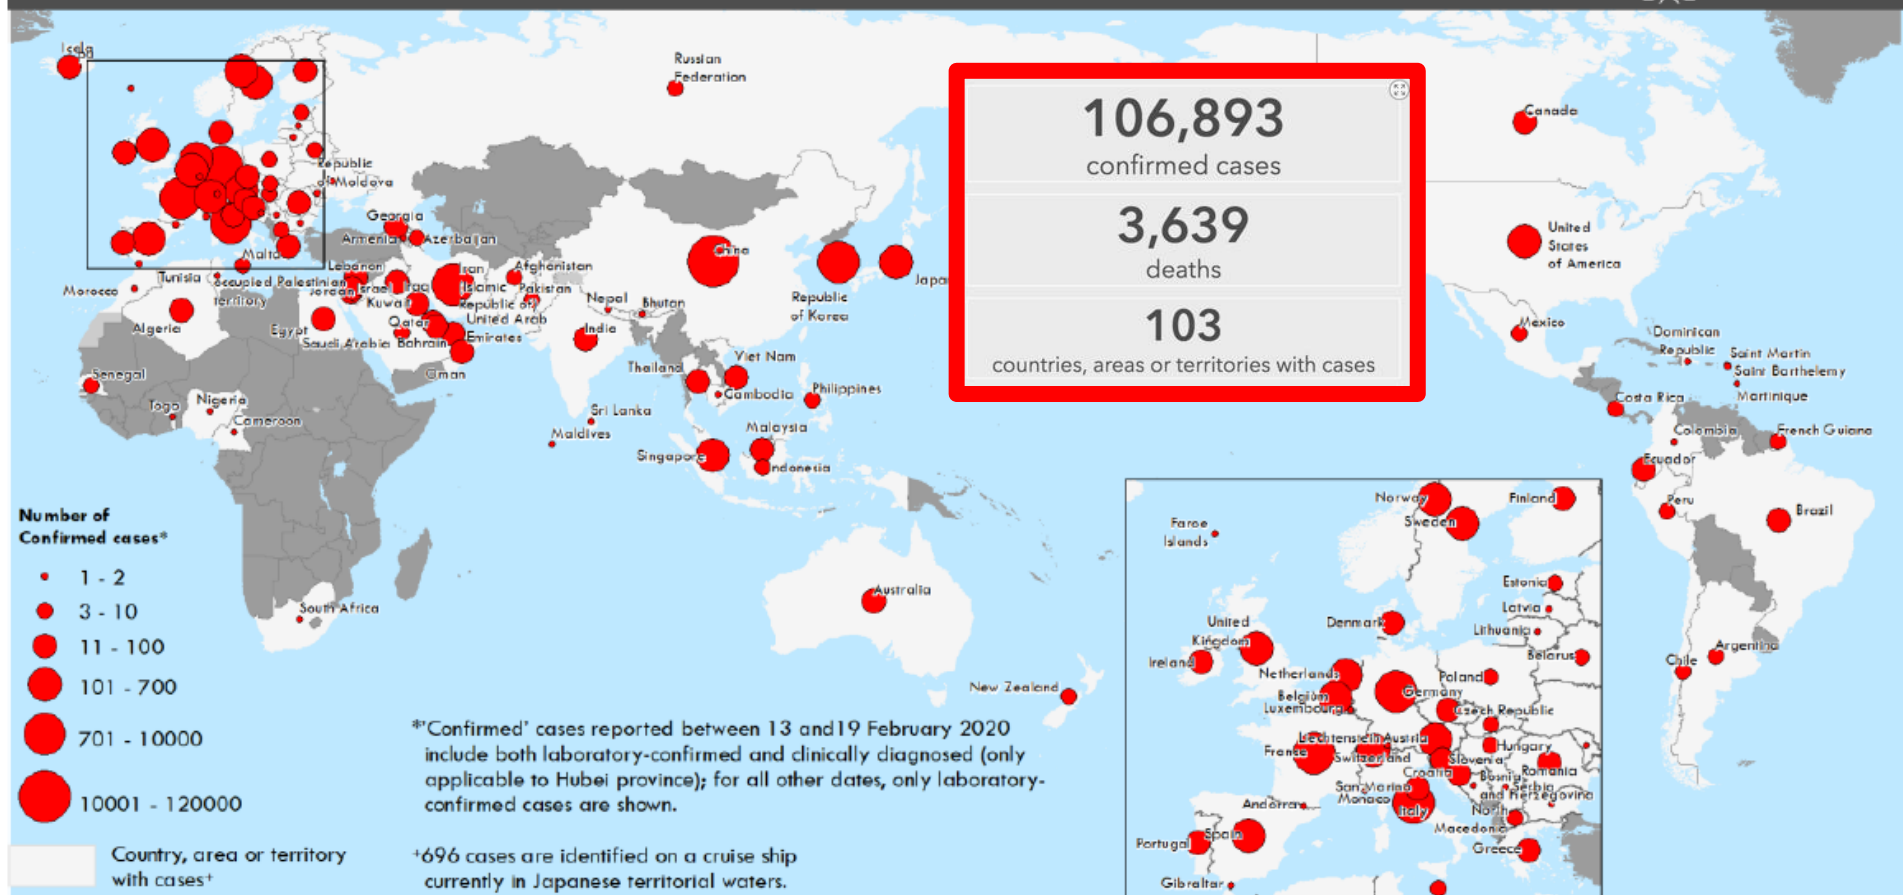 106,893
confirmed cases
3,639
deaths
103
countries, areas or territories with cases
Russian
Federation
Republic
of Moldova
Georgia
Armenia
Azerbaijan
Malta
Tunisia
Morocco
Algeria
occupied Palestinian
territory
Lebanon
Jordan
Israel
Iraq
Kuwait
Iran
Islamic
Republic of
Afghanistan
Pakistan
Egypt
Qatar
Saudi Arabia
Bahrain
United Arab
Emirates
Oman
Nepal
Bhutan
India
China
Republic
of Korea
Thailand
Viet Nam
Cambodia
Philippines
Sri Lanka
Maldives
Malaysia
Singapore
Indonesia
Senegal
Togo
Nigeria
Cameroon
South Africa
Australia
New Zealand
Canada
United
States
of America
Mexico
Dominican
Republic
Saint Martin
Saint Barthelemy
Martinique
Costa Rica
Colombia
French Guiana
Ecuador
Peru
Brazil
Chile
Argentina
Number of
Confirmed cases*
1 - 2
3 - 10
11 - 100
101 - 700
701 - 10000
10001 - 120000
Country, area or territory
with cases⁺
*'Confirmed' cases reported between 13 and19 February 2020
include both laboratory-confirmed and clinically diagnosed (only
applicable to Hubei province); for all other dates, only laboratory-
confirmed cases are shown.
⁺696 cases are identified on a cruise ship
currently in Japanese territorial waters.
Norway
Sweden
Finland
Faroe
Islands
Estonia
Latvia
Lithuania
Belarus
United
Kingdom
Ireland
Denmark
Netherlands
Belgium
Luxembourg
Germany
Poland
Czech Republic
Liechtenstein
Austria
France
Switzerland
Hungary
Slovenia
Croatia
Romania
Bosnia
and Herzegovina
Serbia
San Marino
Monaco
Italy
Andorra
North
Macedonia
Portugal
Spain
Greece
Gibraltar